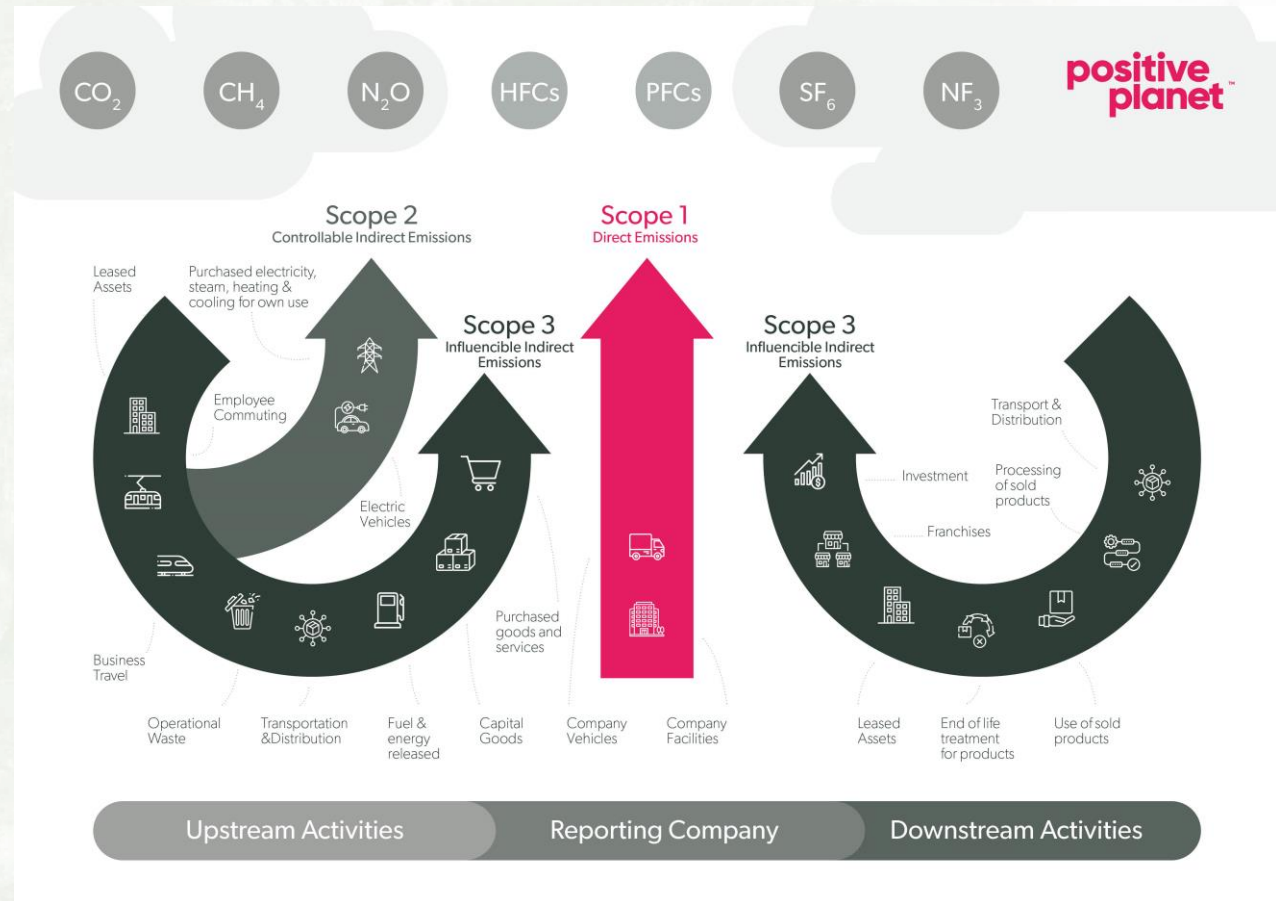 CO₂
CH₄
N₂O
HFCs
PFCs
SF₆
NF₃
positive
planet™
Scope 2
Controllable Indirect Emissions
Scope 1
Direct Emissions
Leased
Assets
Purchased electricity,
steam, heating &
cooling for own use
Scope 3
Influencible Indirect
Emissions
Scope 3
Influencible Indirect
Emissions
Employee
Commuting
Electric
Vehicles
Transport &
Distribution
Investment
Processing
of sold
products
Franchises
Purchased
goods and
services
Business
Travel
Operational
Waste
Transportation
&Distribution
Fuel &
energy
released
Capital
Goods
Company
Vehicles
Company
Facilities
Leased
Assets
End of life
treatment
for products
Use of sold
products
Upstream Activities
Reporting Company
Downstream Activities